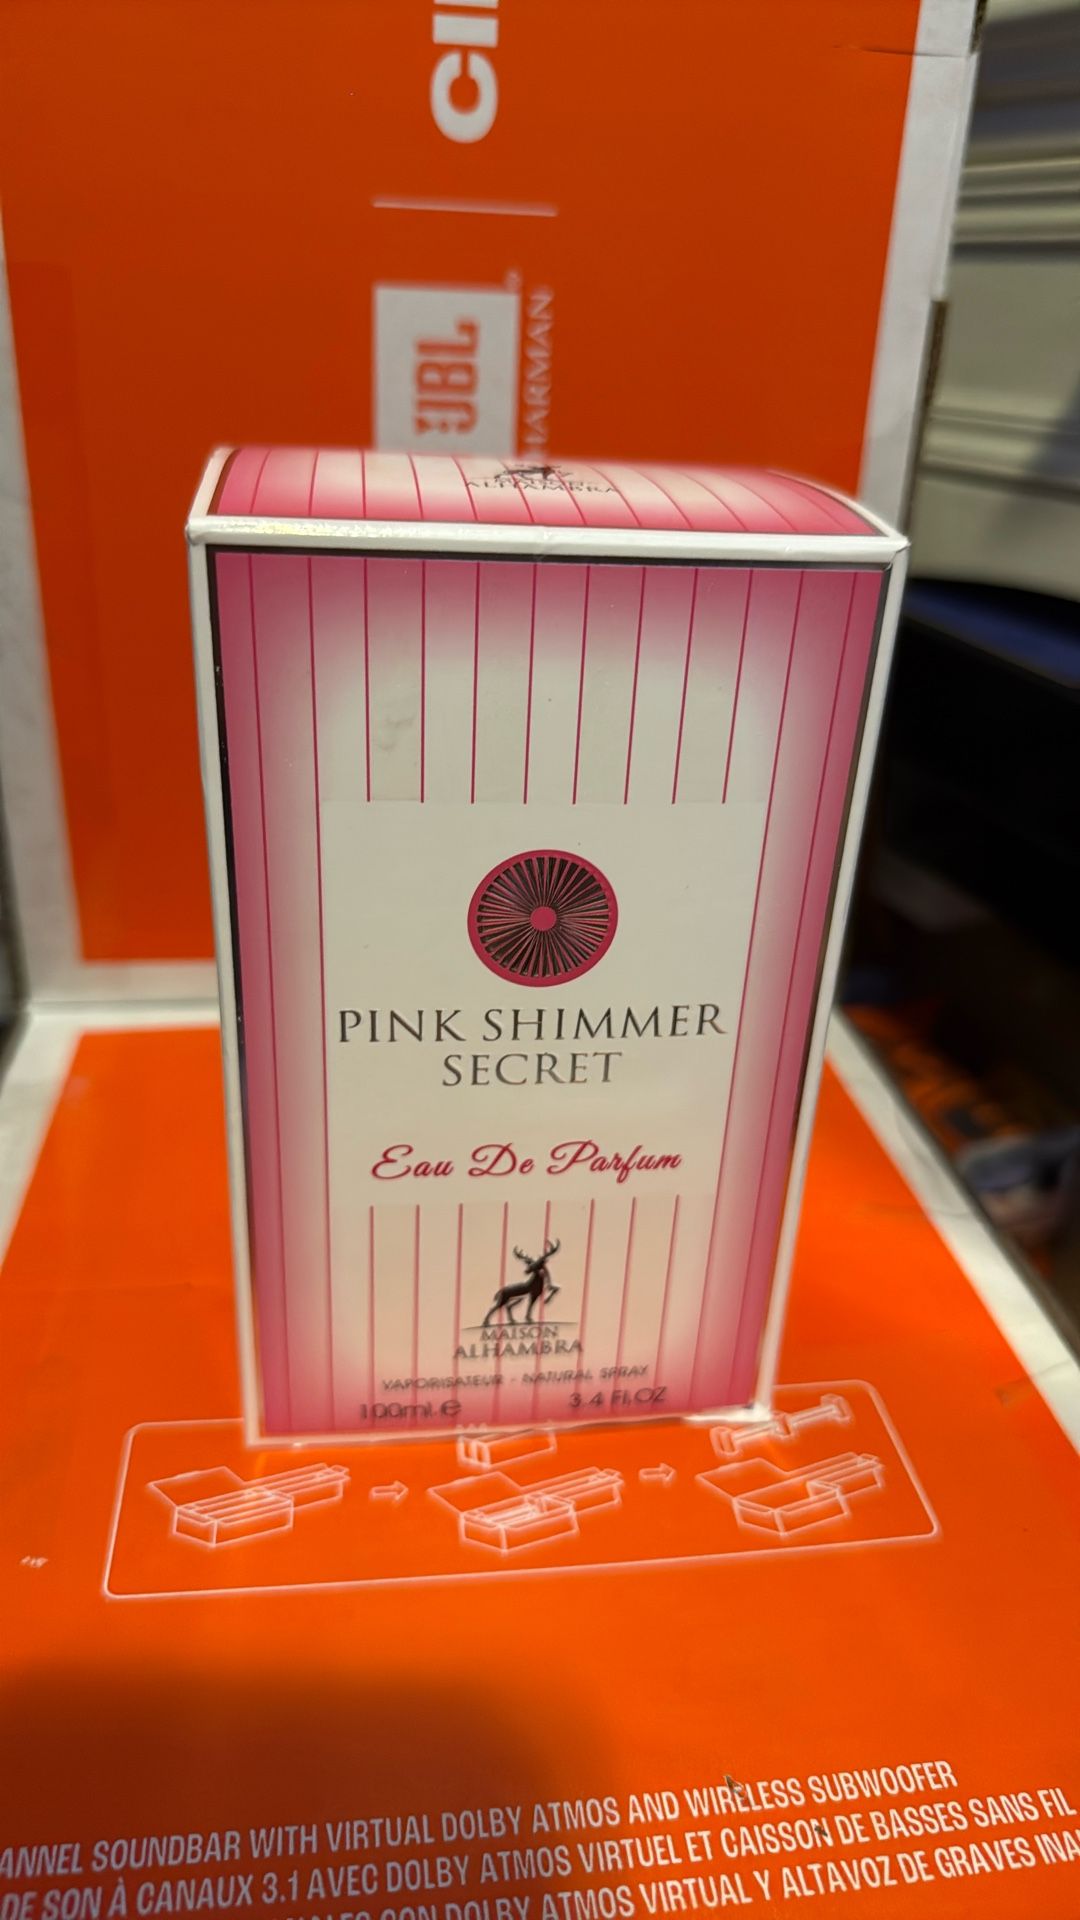 CI
JBL
HARMAN
ALHAMBRA
PINK SHIMMER
SECRET
Eau De Parfum
MAISON
ALHAMBRA
VAPORISATEUR - NATURAL SPRAY
100ml e 3.4 Fl.OZ
ANNEL SOUNDBAR WITH VIRTUAL DOLBY ATMOS AND WIRELESS SUBWOOFER
DE SON À CANAUX 3.1 AVEC DOLBY ATMOS VIRTUEL ET CAISSON DE BASSES SANS FIL
CON DOLBY ATMOS VIRTUAL Y ALTAVOZ DE GRAVES INA